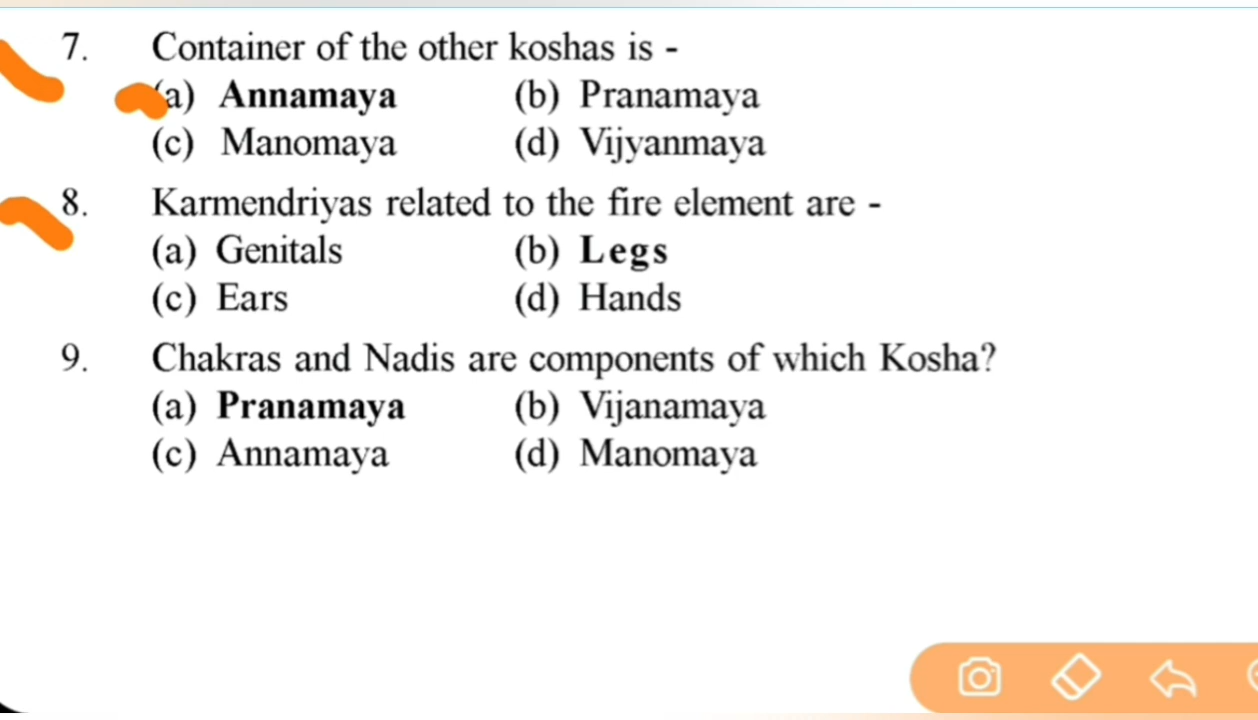 7. Container of the other koshas is -
(a) Annamaya (b) Pranamaya
(c) Manomaya (d) Vijyanmaya
8. Karmendriyas related to the fire element are -
(a) Genitals (b) Legs
(c) Ears (d) Hands
9. Chakras and Nadis are components of which Kosha?
(a) Pranamaya (b) Vijanamaya
(c) Annamaya (d) Manomaya